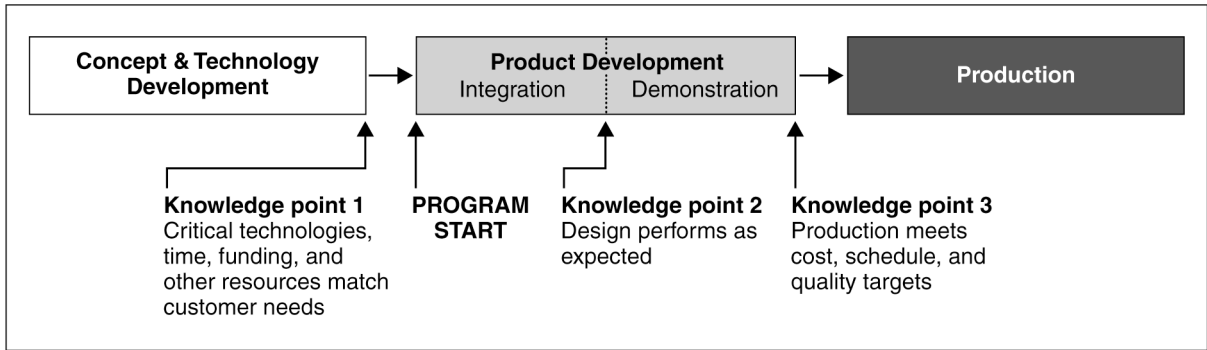 Concept & Technology
Development
Product Development
Integration
Demonstration
Production
Knowledge point 1
Critical technologies,
time, funding, and
other resources match
customer needs
PROGRAM
START
Knowledge point 2
Design performs as
expected
Knowledge point 3
Production meets
cost, schedule, and
quality targets